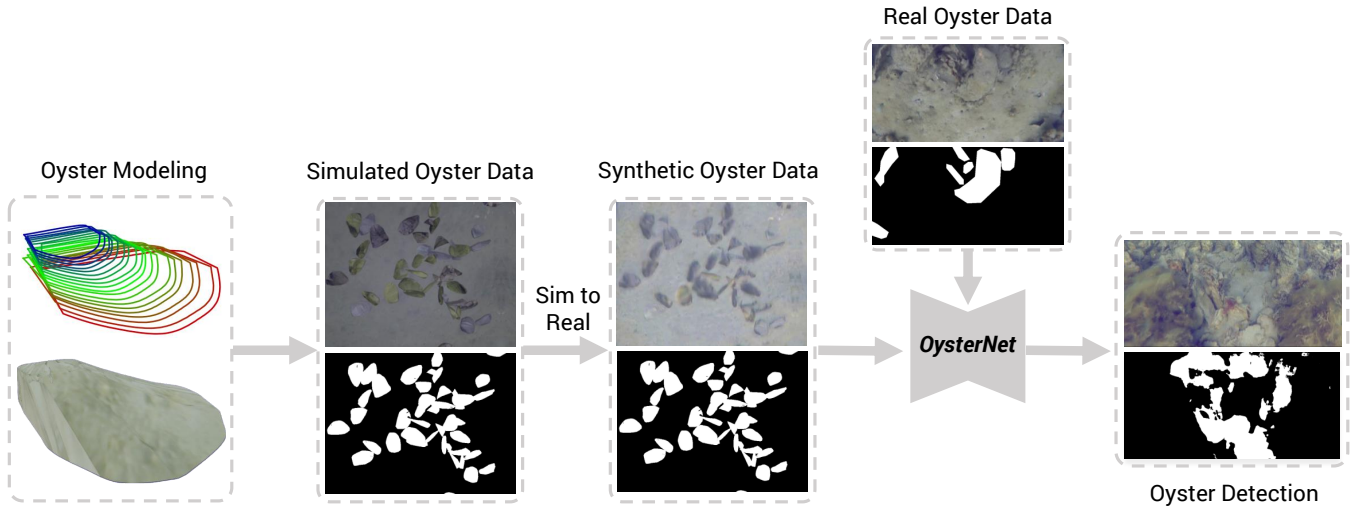 Real Oyster Data
Oyster Modeling
Simulated Oyster Data
Synthetic Oyster Data
Sim to
Real
OysterNet
Oyster Detection